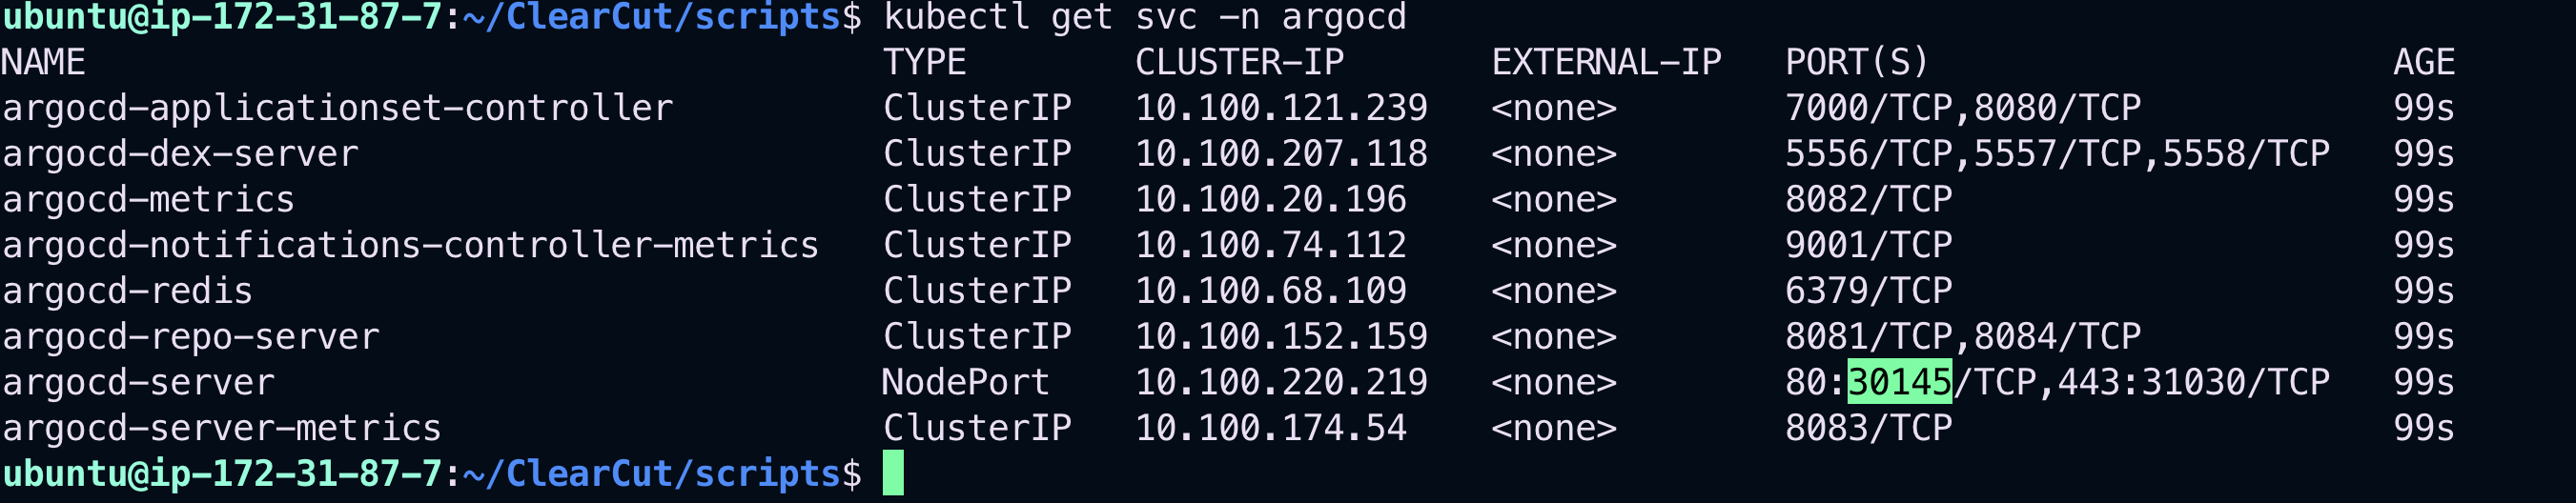 ubuntu@ip-172-31-87-7:~/ClearCut/scripts$ kubectl get svc -n argocd
NAME TYPE CLUSTER-IP EXTERNAL-IP PORT(S) AGE
argocd-applicationset-controller ClusterIP 10.100.121.239 <none> 7000/TCP,8080/TCP 99s
argocd-dex-server ClusterIP 10.100.207.118 <none> 5556/TCP,5557/TCP,5558/TCP 99s
argocd-metrics ClusterIP 10.100.20.196 <none> 8082/TCP 99s
argocd-notifications-controller-metrics ClusterIP 10.100.74.112 <none> 9001/TCP 99s
argocd-redis ClusterIP 10.100.68.109 <none> 6379/TCP 99s
argocd-repo-server ClusterIP 10.100.152.159 <none> 8081/TCP,8084/TCP 99s
argocd-server NodePort 10.100.220.219 <none> 80:30145/TCP,443:31030/TCP 99s
argocd-server-metrics ClusterIP 10.100.174.54 <none> 8083/TCP 99s
ubuntu@ip-172-31-87-7:~/ClearCut/scripts$